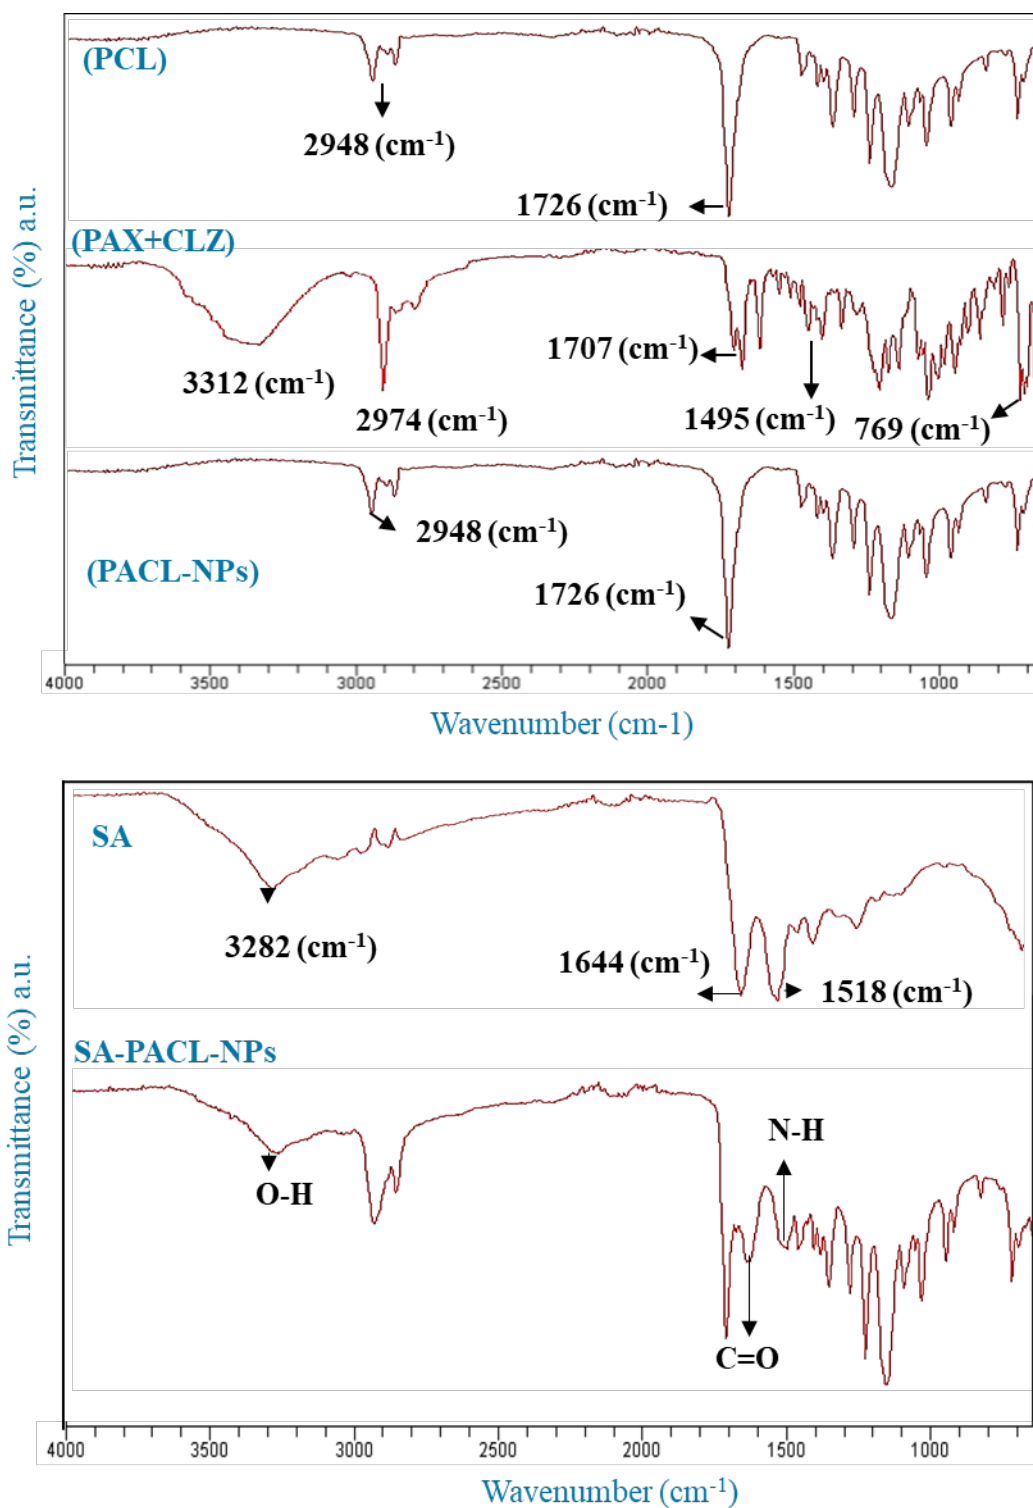 (PCL)
2948 (cm-1)
1726 (cm-1)
(PAX+CLZ)
3312 (cm-1)
2974 (cm-1)
1707 (cm-1)
1495 (cm-1)
769 (cm-1)
(PACL-NPs)
2948 (cm-1)
1726 (cm-1)
Transmittance (%) a.u.
4000 3500 3000 2500 2000 1500 1000
Wavenumber (cm-1)
SA
3282 (cm-1)
1644 (cm-1)
1518 (cm-1)
SA-PACL-NPs
O-H
N-H
C=O
Transmittance (%) a.u.
4000 3500 3000 2500 2000 1500 1000
Wavenumber (cm-1)